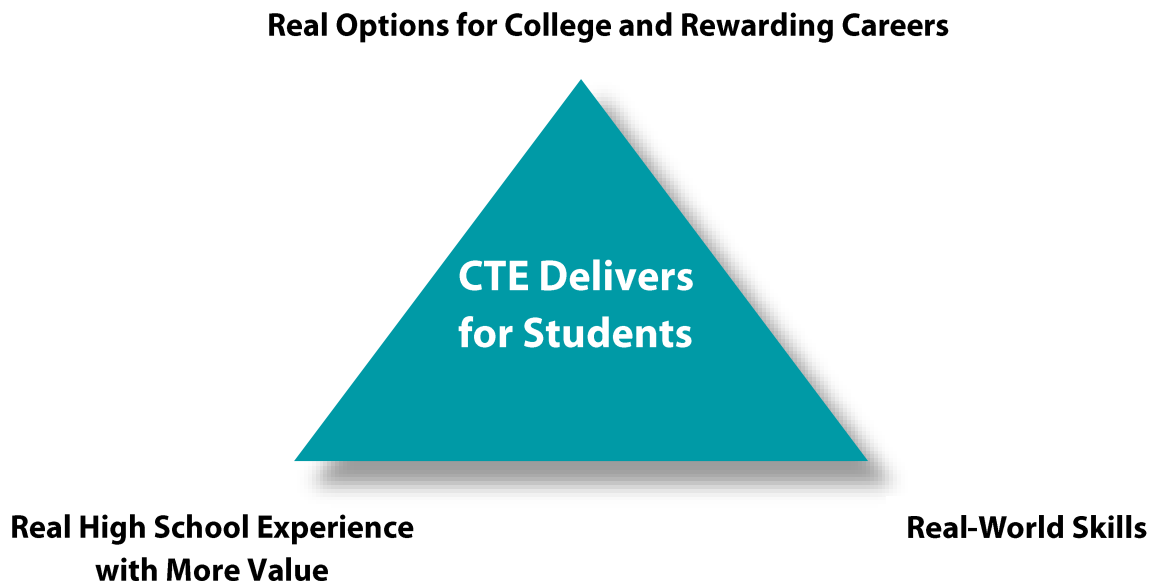 Real Options for College and Rewarding Careers
CTE Delivers
for Students
Real High School Experience
with More Value
Real-World Skills